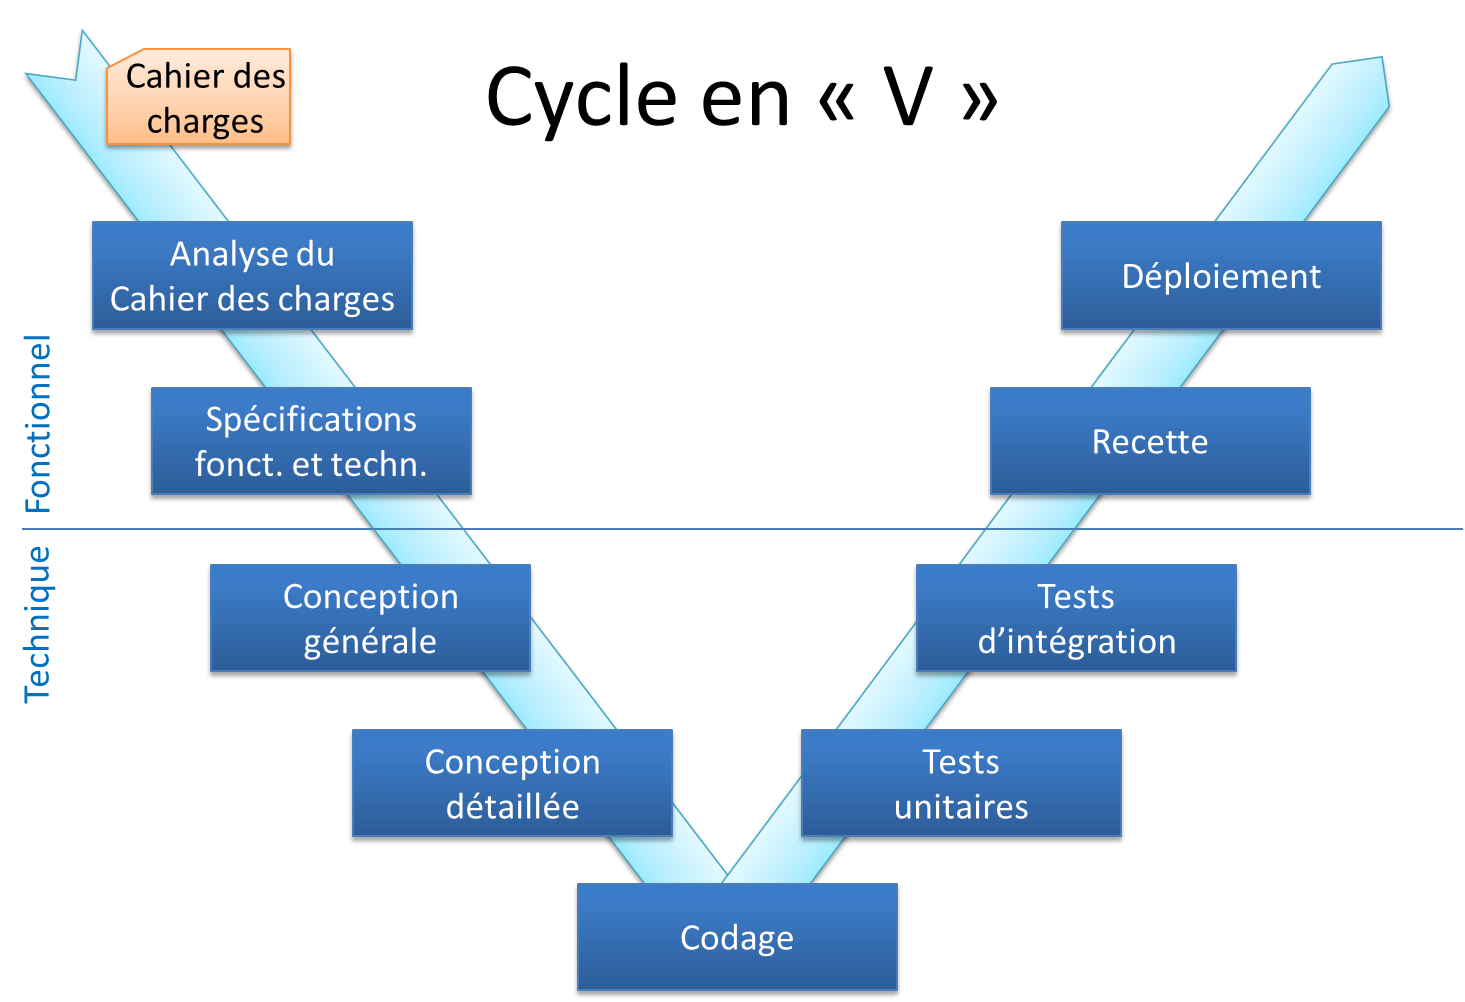 Cahier des
charges
Cycle en « V »
Analyse du
Cahier des charges
Déploiement
Fonctionnel
Spécifications
fonct. et techn.
Recette
Technique
Conception
générale
Tests
d’intégration
Conception
détaillée
Tests
unitaires
Codage